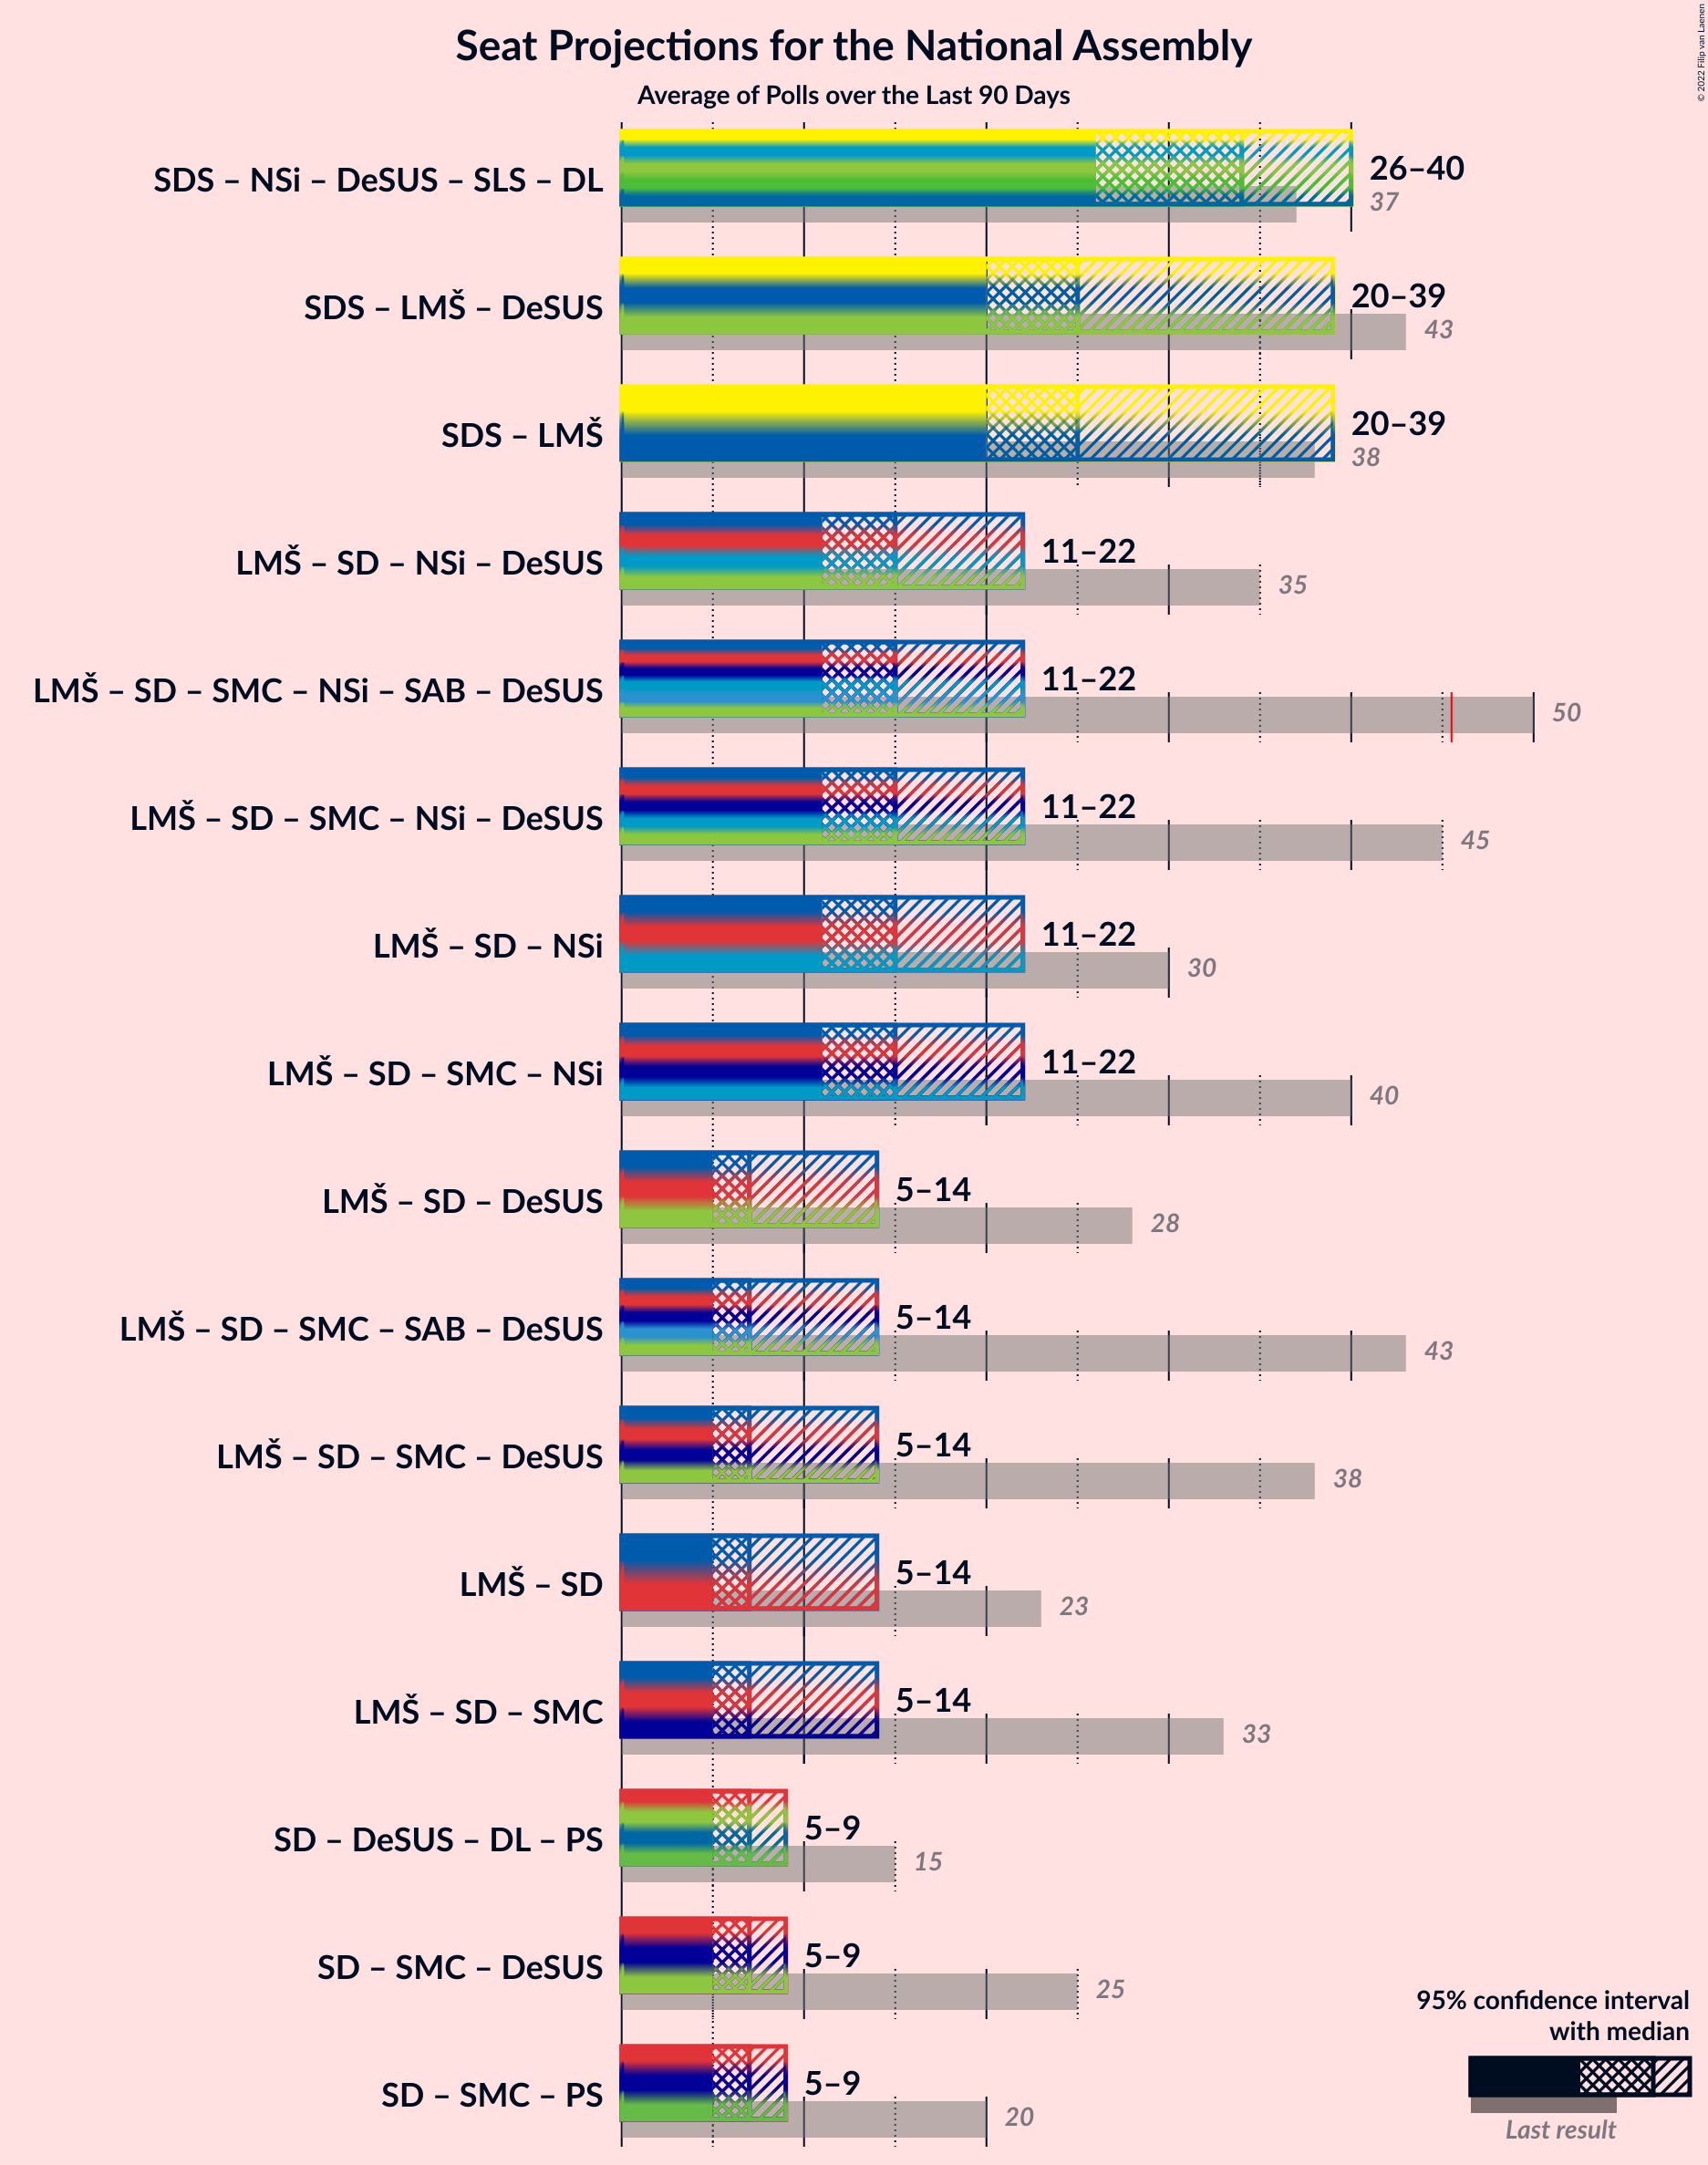 Seat Projections for the National Assembly
Average of Polls over the Last 90 Days
© 2022 Filip van Laenen
SDS – NSi – DeSUS – SLS – DL
26–40
37
SDS – LMŠ – DeSUS
20–39
43
SDS – LMŠ
20–39
38
LMŠ – SD – NSi – DeSUS
11–22
35
LMŠ – SD – SMC – NSi – SAB – DeSUS
11–22
50
LMŠ – SD – SMC – NSi – DeSUS
11–22
45
LMŠ – SD – NSi
11–22
30
LMŠ – SD – SMC – NSi
11–22
40
LMŠ – SD – DeSUS
5–14
28
LMŠ – SD – SMC – SAB – DeSUS
5–14
43
LMŠ – SD – SMC – DeSUS
5–14
38
LMŠ – SD
5–14
23
LMŠ – SD – SMC
5–14
33
SD – DeSUS – DL – PS
5–9
15
SD – SMC – DeSUS
5–9
25
SD – SMC – PS
5–9
20
95% confidence interval
with median
Last result